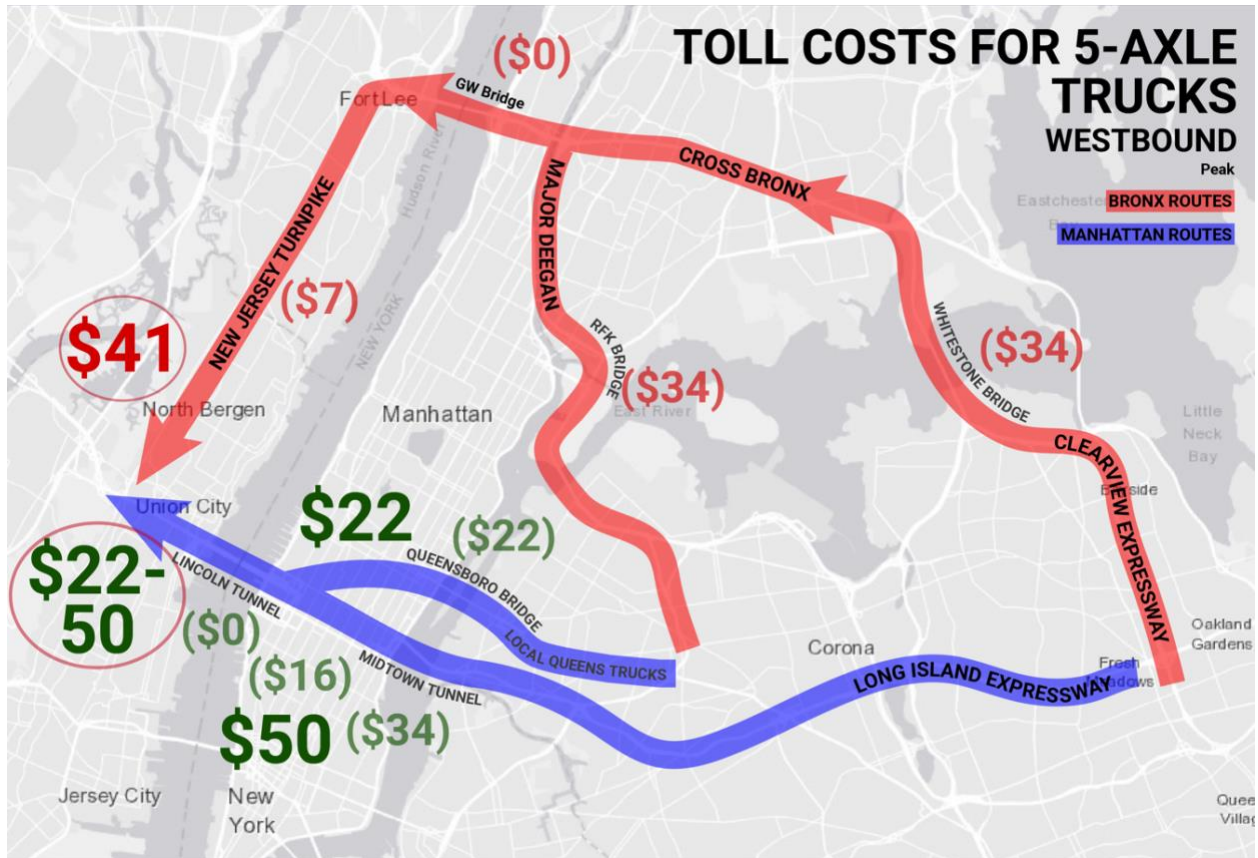 TOLL COSTS FOR 5-AXLE
TRUCKS
WESTBOUND
Peak
BRONX ROUTES
MANHATTAN ROUTES
($0)
GW Bridge
Fort Lee
Hudson River
CROSS BRONX
MAJOR DEEGAN
NEW JERSEY TURNPIKE
($7)
$41
NEW YORK
RFK BRIDGE
($34)
East River
WHITESTONE BRIDGE
($34)
North Bergen
Manhattan
Little
Neck
Bay
CLEARVIEW EXPRESSWAY
Union City
$22
($22)
QUEENSBORO BRIDGE
LOCAL QUEENS TRUCKS
$22-
50
LINCOLN TUNNEL
($0)
($16)
MIDTOWN TUNNEL
$50
($34)
Corona
LONG ISLAND EXPRESSWAY
Oakland
Gardens
Fresh
Jersey City
New
York